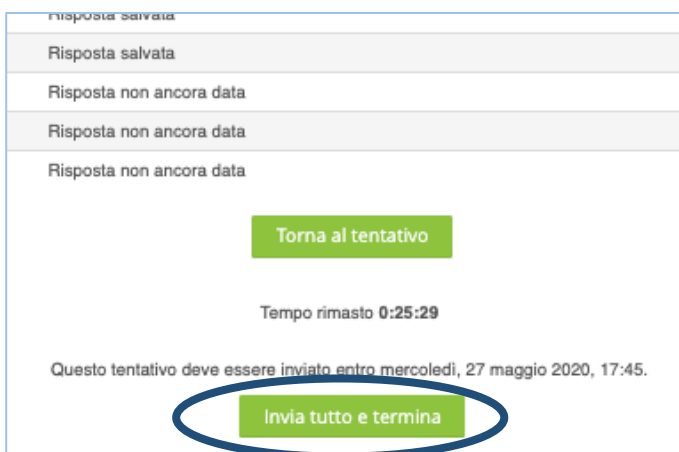 Risposta salvata
Risposta salvata
Risposta non ancora data
Risposta non ancora data
Risposta non ancora data
Torna al tentativo
Tempo rimasto 0:25:29
Questo tentativo deve essere inviato entro mercoledì, 27 maggio 2020, 17:45.
Invia tutto e termina